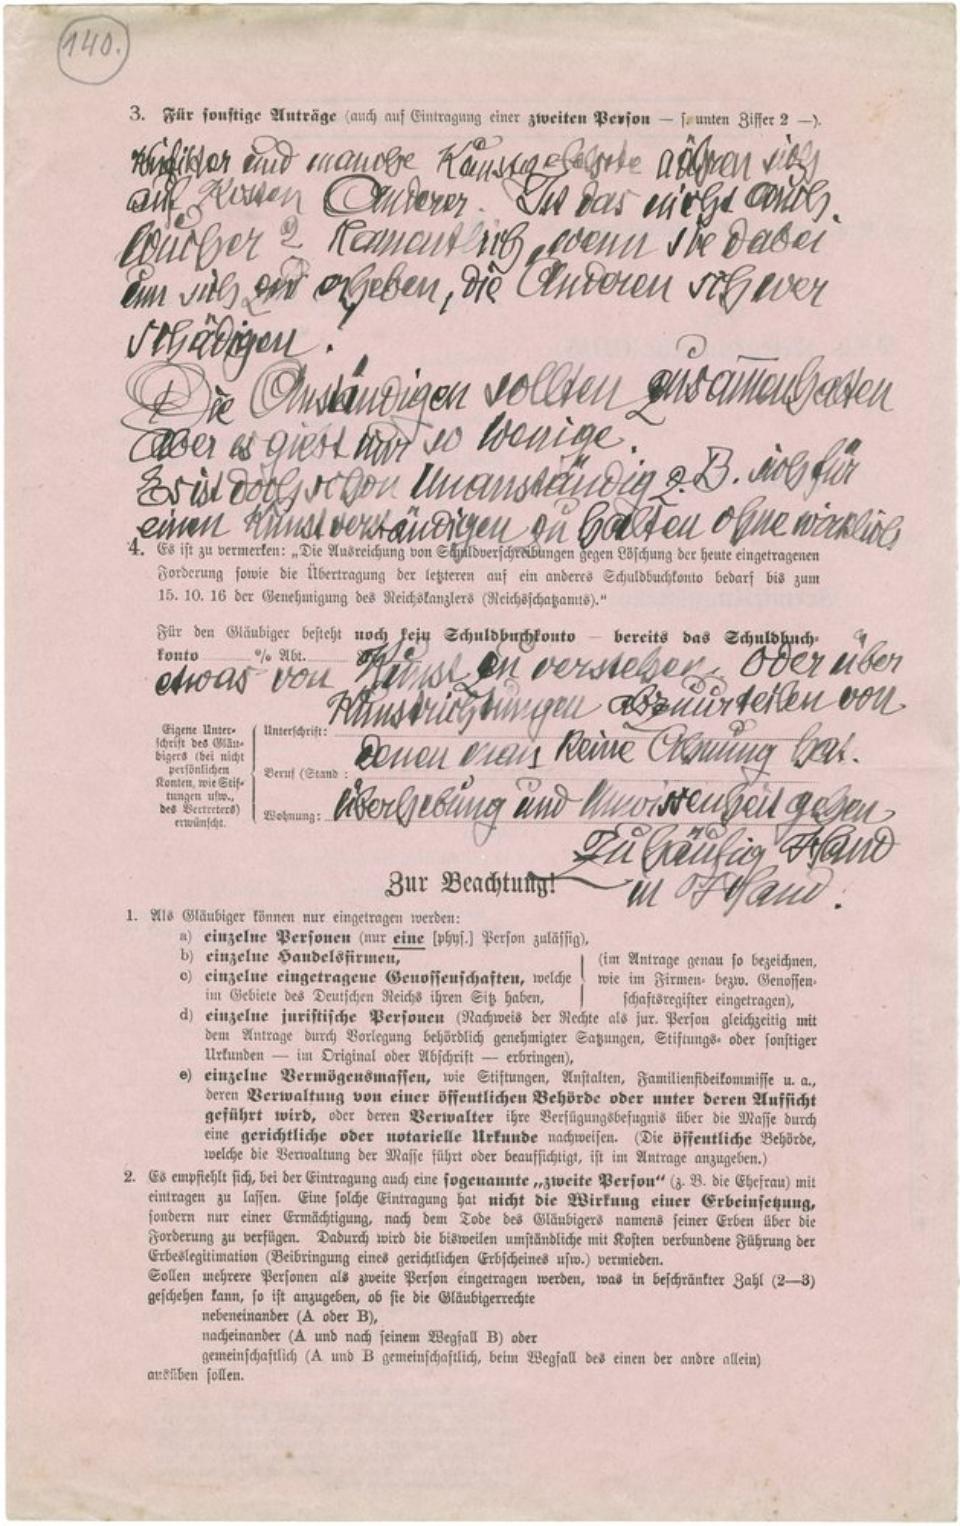 140.
3. Für sonstige Anträge (auch auf Eintragung einer zweiten Person — s. unten Ziffer 2 —).
Kritiker und manche Kunstgelehrte nähren sich
auf Kosten Anderer. Ist das nicht auch
Wucher? Namentlich, wenn sie dabei
um sich zu erheben, die Anderen schwer
schädigen.
Die Anständigen sollten zusammenhalten
Aber es giebt nur so wenige.
Es ist doch schon Unanständig z. B. sich für
einen Kunstverständigen zu halten ohne wirklich
4. Es ist zu vermerken: „Die Ausreichung von Schuldverschreibungen gegen Löschung der heute eingetragenen
Forderung sowie die Übertragung der letzteren auf ein anderes Schuldbuchkonto bedarf bis zum
15. 10. 16 der Genehmigung des Reichskanzlers (Reichsschatzamts).“
Für den Gläubiger besteht noch kein Schuldbuchkonto — bereits das Schuldbuch-
konto % Abt.
etwas von Kunst zu verstehen. Oder über
Kunstrichtungen abzuurteilen von
Eigene Unter-
schrift des Gläu-
bigers (bei nicht
persönlichen
Konten, wie Stif-
tungen usw.,
des Vertreters)
erwünscht.
Unterschrift:
denen man keine Ahnung hat.
Beruf (Stand:
Wohnung:
überhebung und Unwissenheit gehen
Zu häufig Hand
in Hand.
Zur Beachtung!
1. Als Gläubiger können nur eingetragen werden:
a) einzelne Personen (nur eine [phys.] Person zulässig),
b) einzelne Handelsfirmen,
c) einzelne eingetragene Genossenschaften, welche
im Gebiete des Deutschen Reichs ihren Sitz haben,
(im Antrage genau so bezeichnen,
wie im Firmen- bezw. Genossen-
schaftsregister eingetragen),
d) einzelne juristische Personen (Nachweis der Rechte als jur. Person gleichzeitig mit
dem Antrage durch Vorlegung behördlich genehmigter Satzungen, Stiftungs- oder sonstiger
Urkunden — im Original oder Abschrift — erbringen),
e) einzelne Vermögensmassen, wie Stiftungen, Anstalten, Familienfideikommisse u. a.,
deren Verwaltung von einer öffentlichen Behörde oder unter deren Aufsicht
geführt wird, oder deren Verwalter ihre Verfügungsbefugnis über die Masse durch
eine gerichtliche oder notarielle Urkunde nachweisen. (Die öffentliche Behörde,
welche die Verwaltung der Masse führt oder beaufsichtigt, ist im Antrage anzugeben.)
2. Es empfiehlt sich, bei der Eintragung auch eine sogenannte „zweite Person“ (z. B. die Ehefrau) mit
eintragen zu lassen. Eine solche Eintragung hat nicht die Wirkung einer Erbeinsetzung,
sondern nur einer Ermächtigung, nach dem Tode des Gläubigers namens seiner Erben über die
Forderung zu verfügen. Dadurch wird die bisweilen umständliche mit Kosten verbundene Führung der
Erbeslegitimation (Beibringung eines gerichtlichen Erbscheines usw.) vermieden.
Sollen mehrere Personen als zweite Person eingetragen werden, was in beschränkter Zahl (2—3)
geschehen kann, so ist anzugeben, ob sie die Gläubigerrechte
nebeneinander (A oder B),
nacheinander (A und nach seinem Wegfall B) oder
gemeinschaftlich (A und B gemeinschaftlich, beim Wegfall des einen der andre allein)
ausüben sollen.